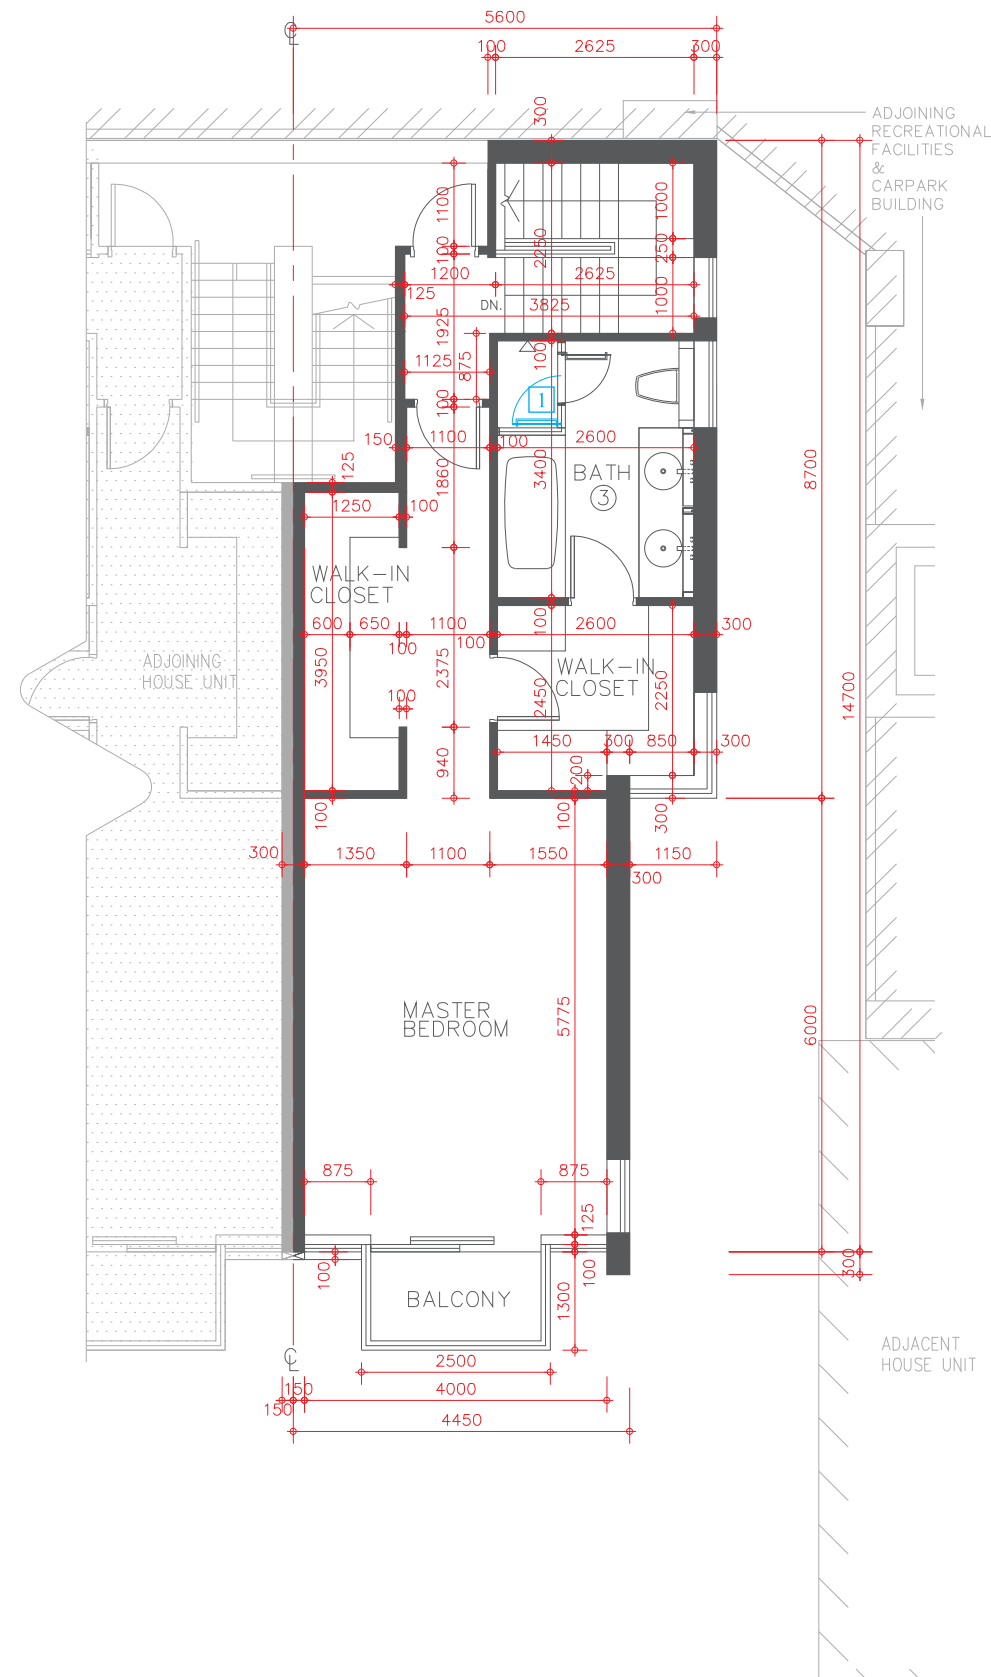 5600
℄
100 2625 300
300
ADJOINING
RECREATIONAL
FACILITIES
&
CARPARK
BUILDING
1100
1000
100
2250
250
1200 2625
125
DN.
3825
1000
1925
875
100
1125
1
100
150 1100 100 2600
BATH
3
3400
8700
125
1860
1250 100
WALK-IN
CLOSET
600 650 1100 2600 300
100
100
100
ADJOINING
HOUSE UNIT
3950
2375
WALK-IN
CLOSET
2450
2250
14700
100
1450 300 850 300
940
200
100
100
300
300 1350 1100 1550 1150
300
MASTER
BEDROOM
5775
6000
875 875
125
100
100
300
BALCONY
1300
ADJACENT
HOUSE UNIT
℄
2500
150 4000
150
4450